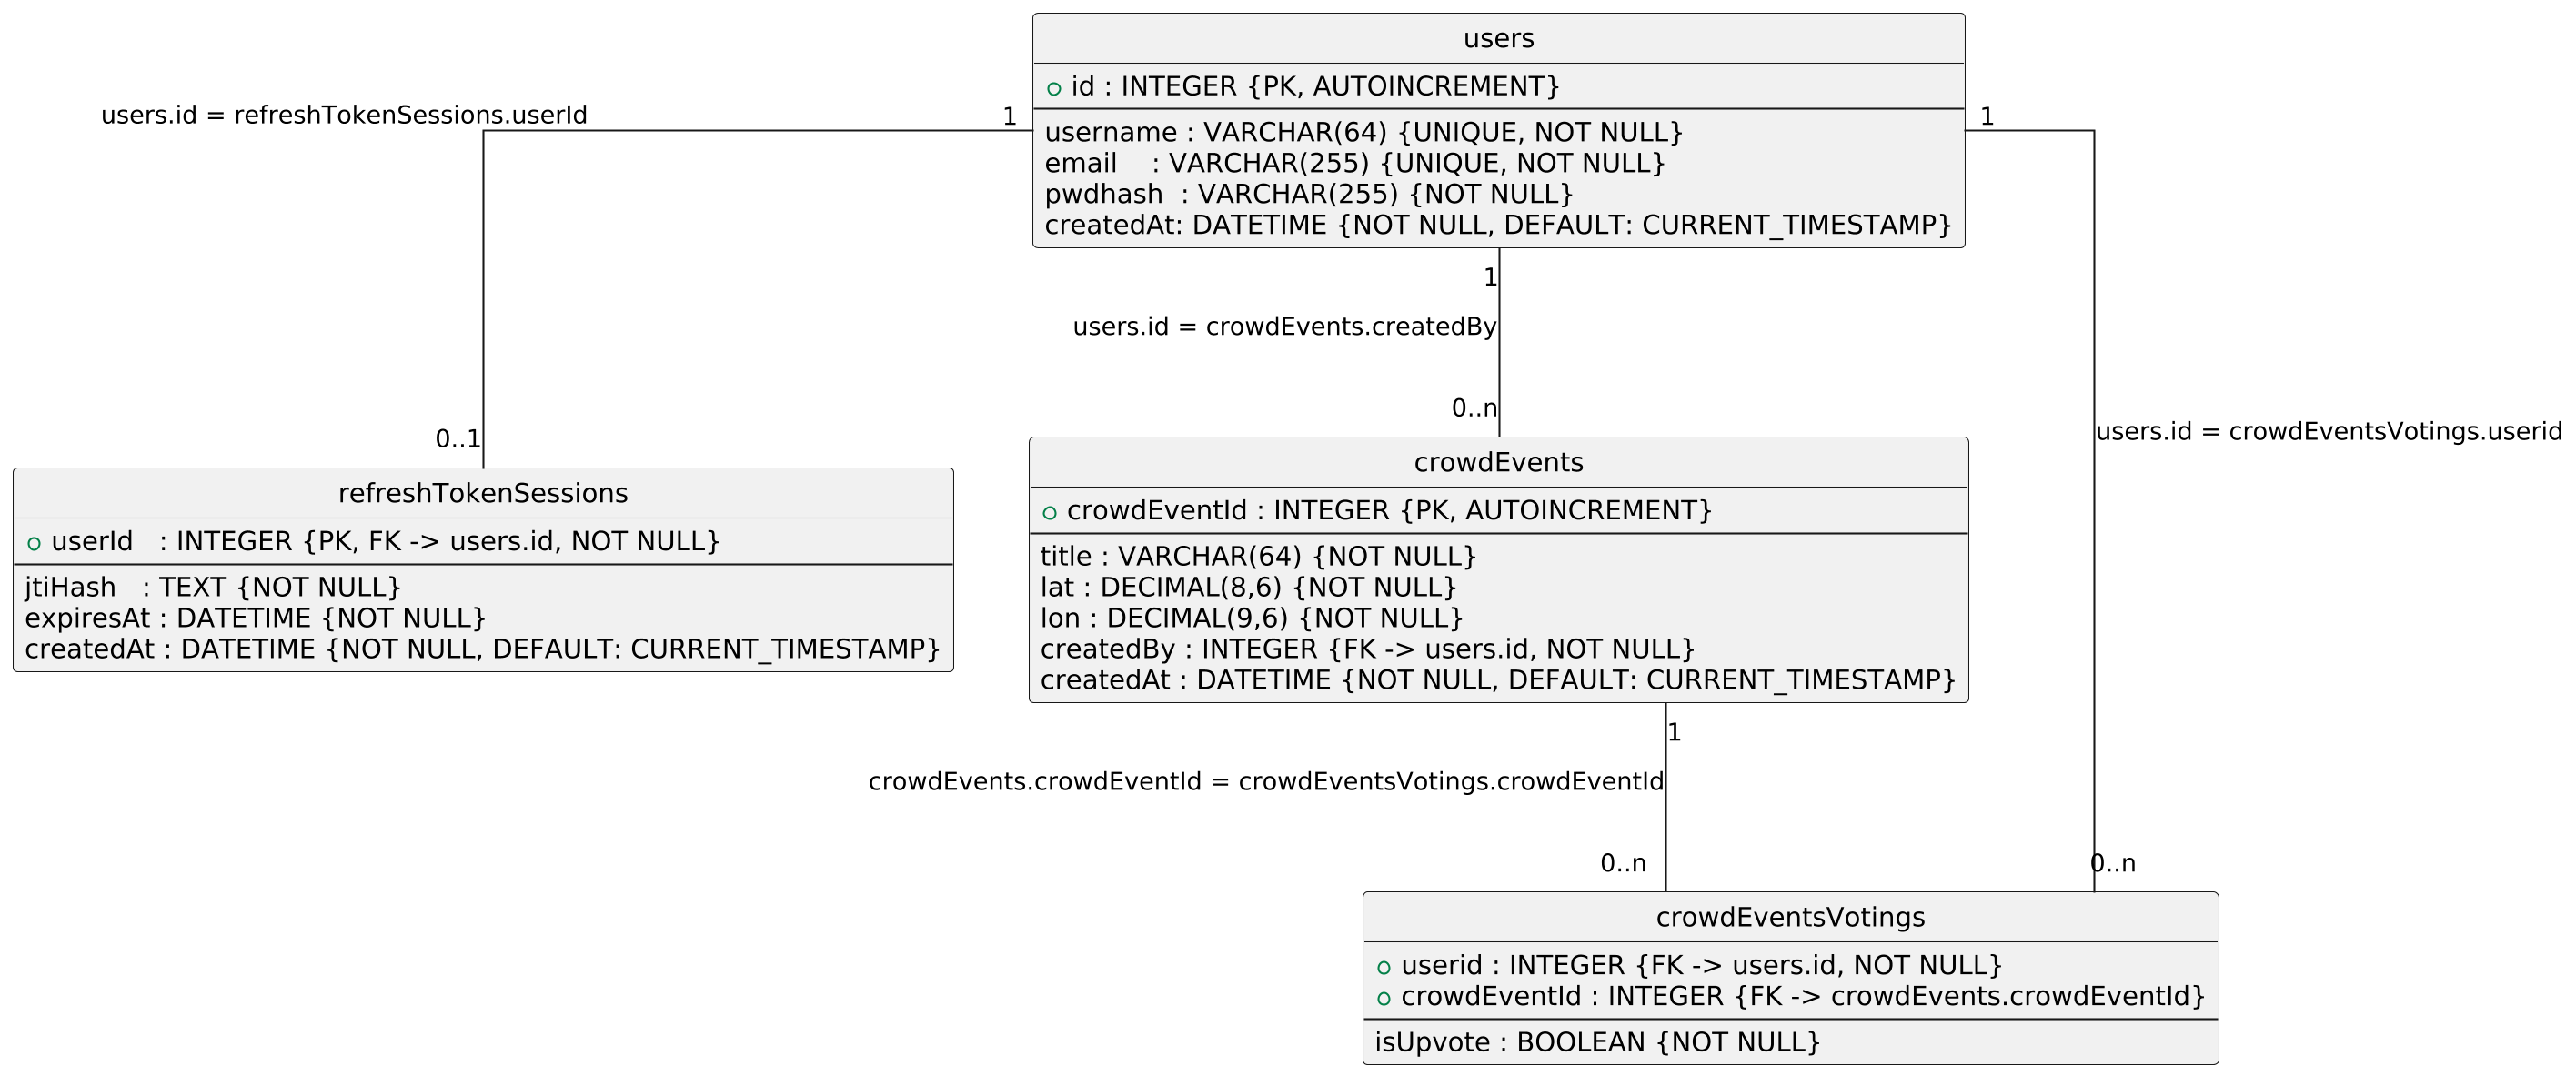 users
id : INTEGER {PK, AUTOINCREMENT}
username : VARCHAR(64) {UNIQUE, NOT NULL}
email    : VARCHAR(255) {UNIQUE, NOT NULL}
pwdhash  : VARCHAR(255) {NOT NULL}
createdAt: DATETIME {NOT NULL, DEFAULT: CURRENT_TIMESTAMP}
users.id = refreshTokenSessions.userId
1
1
1
users.id = crowdEvents.createdBy
0..n
0..1
users.id = crowdEventsVotings.userid
refreshTokenSessions
userId   : INTEGER {PK, FK -> users.id, NOT NULL}
jtiHash   : TEXT {NOT NULL}
expiresAt : DATETIME {NOT NULL}
createdAt : DATETIME {NOT NULL, DEFAULT: CURRENT_TIMESTAMP}
crowdEvents
crowdEventId : INTEGER {PK, AUTOINCREMENT}
title : VARCHAR(64) {NOT NULL}
lat : DECIMAL(8,6) {NOT NULL}
lon : DECIMAL(9,6) {NOT NULL}
createdBy : INTEGER {FK -> users.id, NOT NULL}
createdAt : DATETIME {NOT NULL, DEFAULT: CURRENT_TIMESTAMP}
1
crowdEvents.crowdEventId = crowdEventsVotings.crowdEventId
0..n
0..n
crowdEventsVotings
userid : INTEGER {FK -> users.id, NOT NULL}
crowdEventId : INTEGER {FK -> crowdEvents.crowdEventId}
isUpvote : BOOLEAN {NOT NULL}